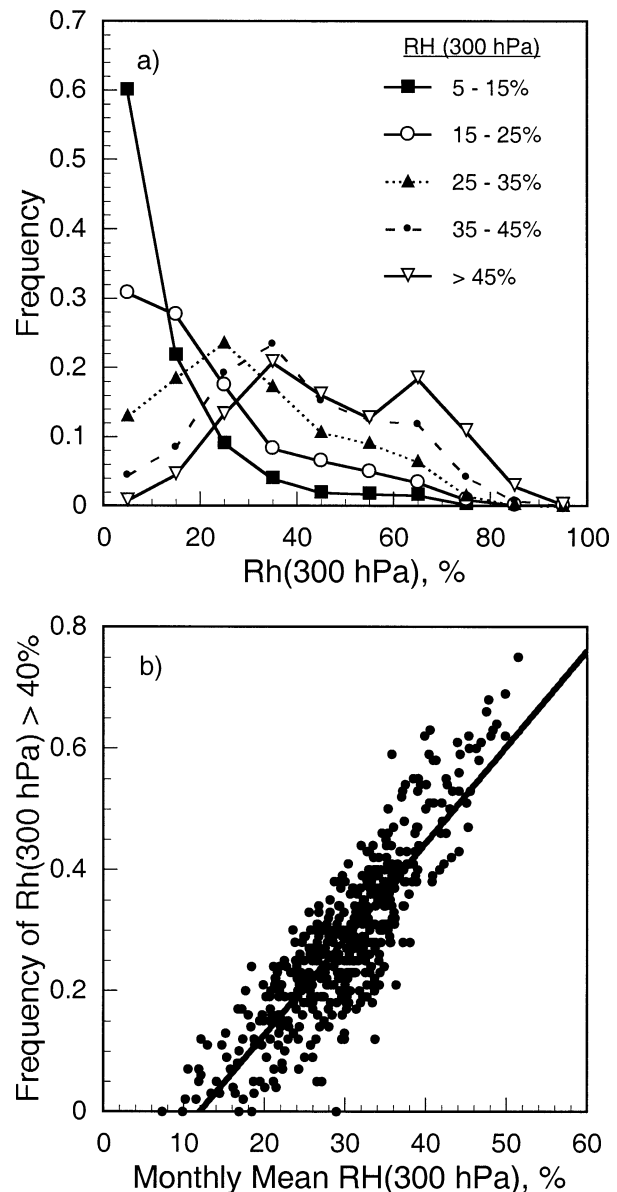 a)
RH (300 hPa)
5 - 15%
15 - 25%
25 - 35%
35 - 45%
> 45%
Frequency
0.7
0.6
0.5
0.4
0.3
0.2
0.1
0
0 20 40 60 80 100
Rh(300 hPa), %
b)
Frequency of Rh(300 hPa) > 40%
0.8
0.6
0.4
0.2
0
0 10 20 30 40 50 60
Monthly Mean RH(300 hPa), %